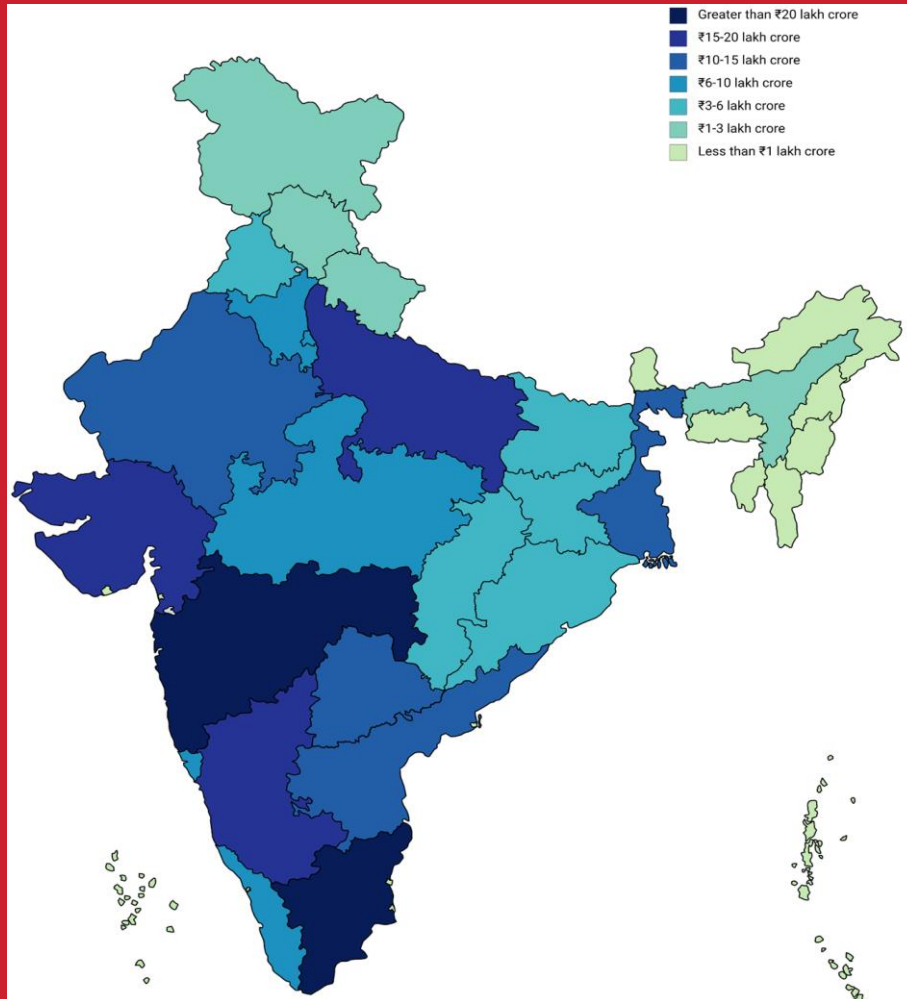 Greater than ₹20 lakh crore
₹15-20 lakh crore
₹10-15 lakh crore
₹6-10 lakh crore
₹3-6 lakh crore
₹1-3 lakh crore
Less than ₹1 lakh crore